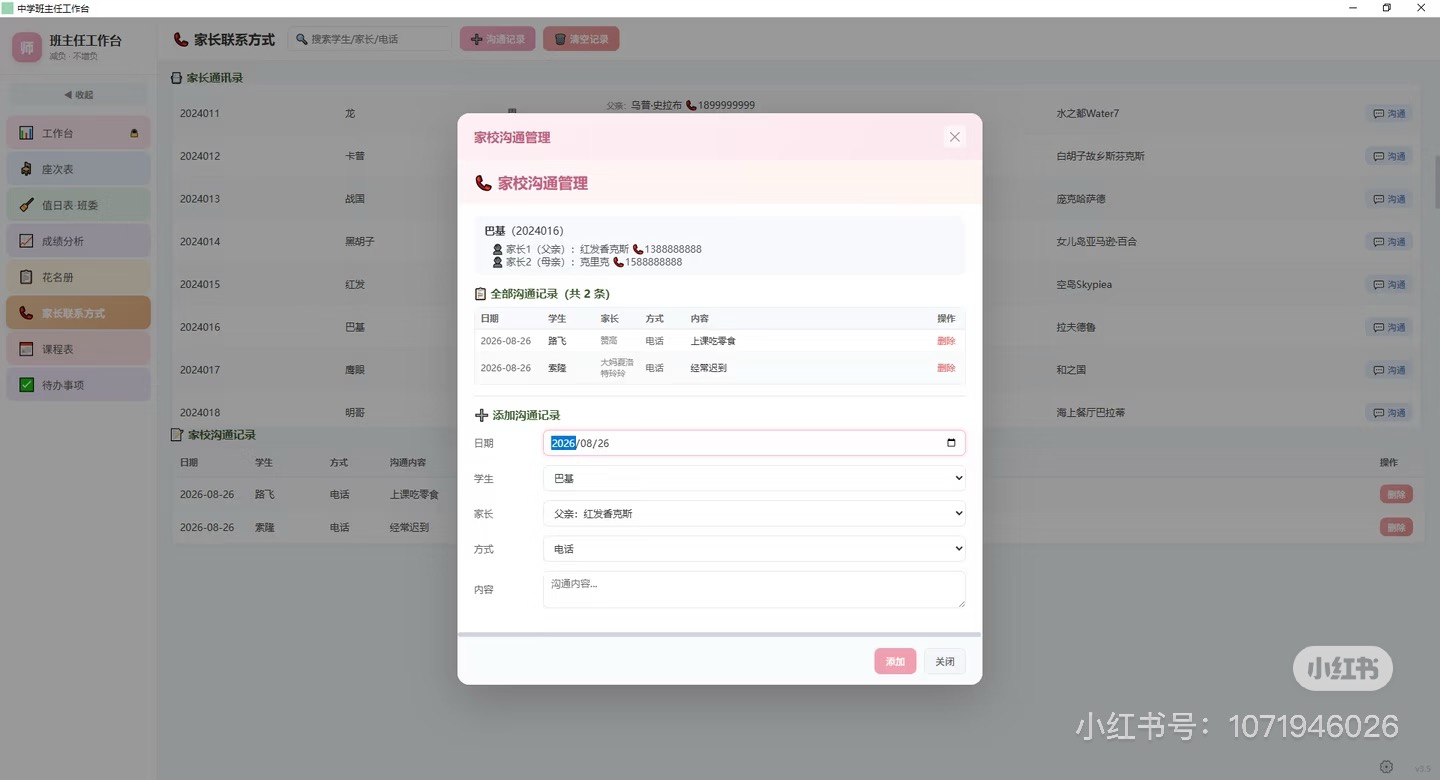 中学班主任工作台
师 班主任工作台
减负 · 不增负
◀ 收起
工作台
座次表
值日表·班委
成绩分析
花名册
家长联系方式
课程表
待办事项
家长联系方式 搜索学生/家长/电话 沟通记录 清空记录
家长通讯录
2024011 龙 男 父亲: 乌普·史拉布 1899999999 水之都Water7 沟通
2024012 卡普 白胡子故乡斯芬克斯 沟通
2024013 战国 庞克哈萨德 沟通
2024014 黑胡子 女儿岛亚马逊·百合 沟通
2024015 红发 空岛Skypiea 沟通
2024016 巴基 拉夫德鲁 沟通
2024017 鹰眼 和之国 沟通
2024018 明哥 海上餐厅巴拉蒂 沟通
家校沟通记录
日期 学生 方式 沟通内容 操作
2026-08-26 路飞 电话 上课吃零食 删除
2026-08-26 索隆 电话 经常迟到 删除
家校沟通管理
家校沟通管理
巴基（2024016）
家长1（父亲）: 红发香克斯 1388888888
家长2（母亲）: 克里克 1588888888
全部沟通记录（共 2 条）
日期 学生 家长 方式 内容 操作
2026-08-26 路飞 赞高 电话 上课吃零食 删除
2026-08-26 索隆 大妈夏洛特玲玲 电话 经常迟到 删除
添加沟通记录
日期 2026/08/26
学生 巴基
家长 父亲: 红发香克斯
方式 电话
内容 沟通内容...
添加 关闭
小红书
小红书号: 1071946026